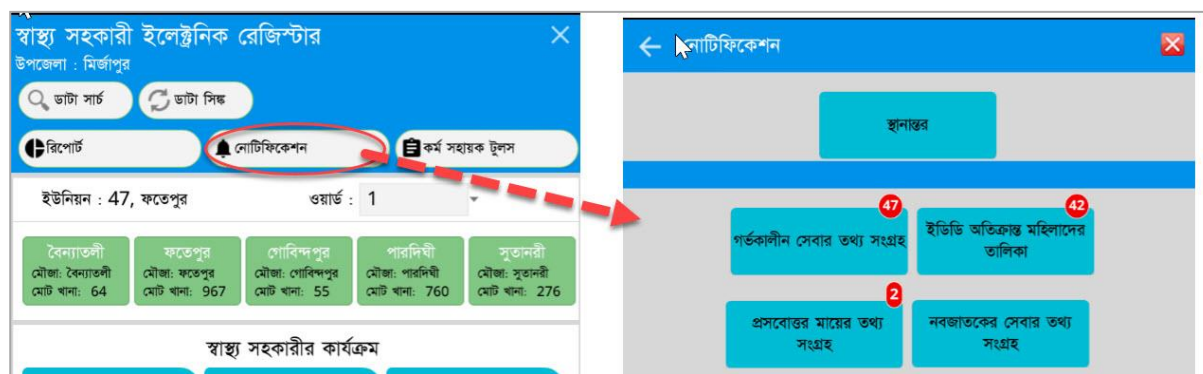 স্বাস্থ্য সহকারী ইলেক্ট্রনিক রেজিস্টার
উপজেলা : মির্জাপুর
ডাটা সার্চ ডাটা সিঙ্ক
রিপোর্ট নোটিফিকেশন কর্ম সহায়ক টুলস
ইউনিয়ন : 47, ফতেপুর ওয়ার্ড : 1
বৈন্যাতলী ফতেপুর গোবিন্দপুর পারদিঘী সুতানরী
মৌজা: বৈন্যাতলী মৌজা: ফতেপুর মৌজা: গোবিন্দপুর মৌজা: পারদিঘী মৌজা: সুতানরী
মোট খানা: 64 মোট খানা: 967 মোট খানা: 55 মোট খানা: 760 মোট খানা: 276
স্বাস্থ্য সহকারীর কার্যক্রম
নোটিফিকেশন
স্থানান্তর
47
গর্ভকালীন সেবার তথ্য সংগ্রহ
42
ইডিডি অতিক্রান্ত মহিলাদের
তালিকা
2
প্রসবোত্তর মায়ের তথ্য
সংগ্রহ
নবজাতকের সেবার তথ্য
সংগ্রহ